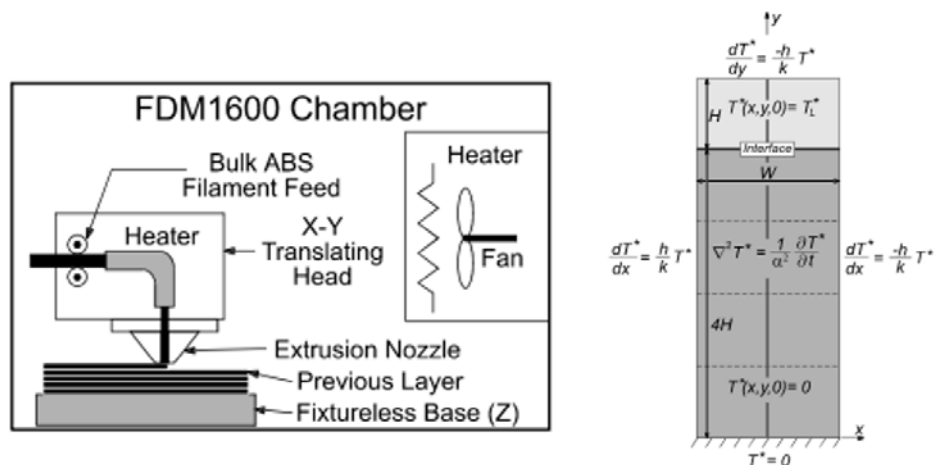 FDM1600 Chamber
Bulk ABS
Filament Feed
Heater
X-Y
Translating
Head
Heater
Fan
Extrusion Nozzle
Previous Layer
Fixtureless Base (Z)
y
dT*/dy = -h/k T*
H
T*(x,y,0)= T_L*
Interface
W
dT*/dx = h/k T*
∇²T* = 1/α² ∂T*/∂t
dT*/dx = -h/k T*
4H
T*(x,y,0)= 0
x
T*= 0